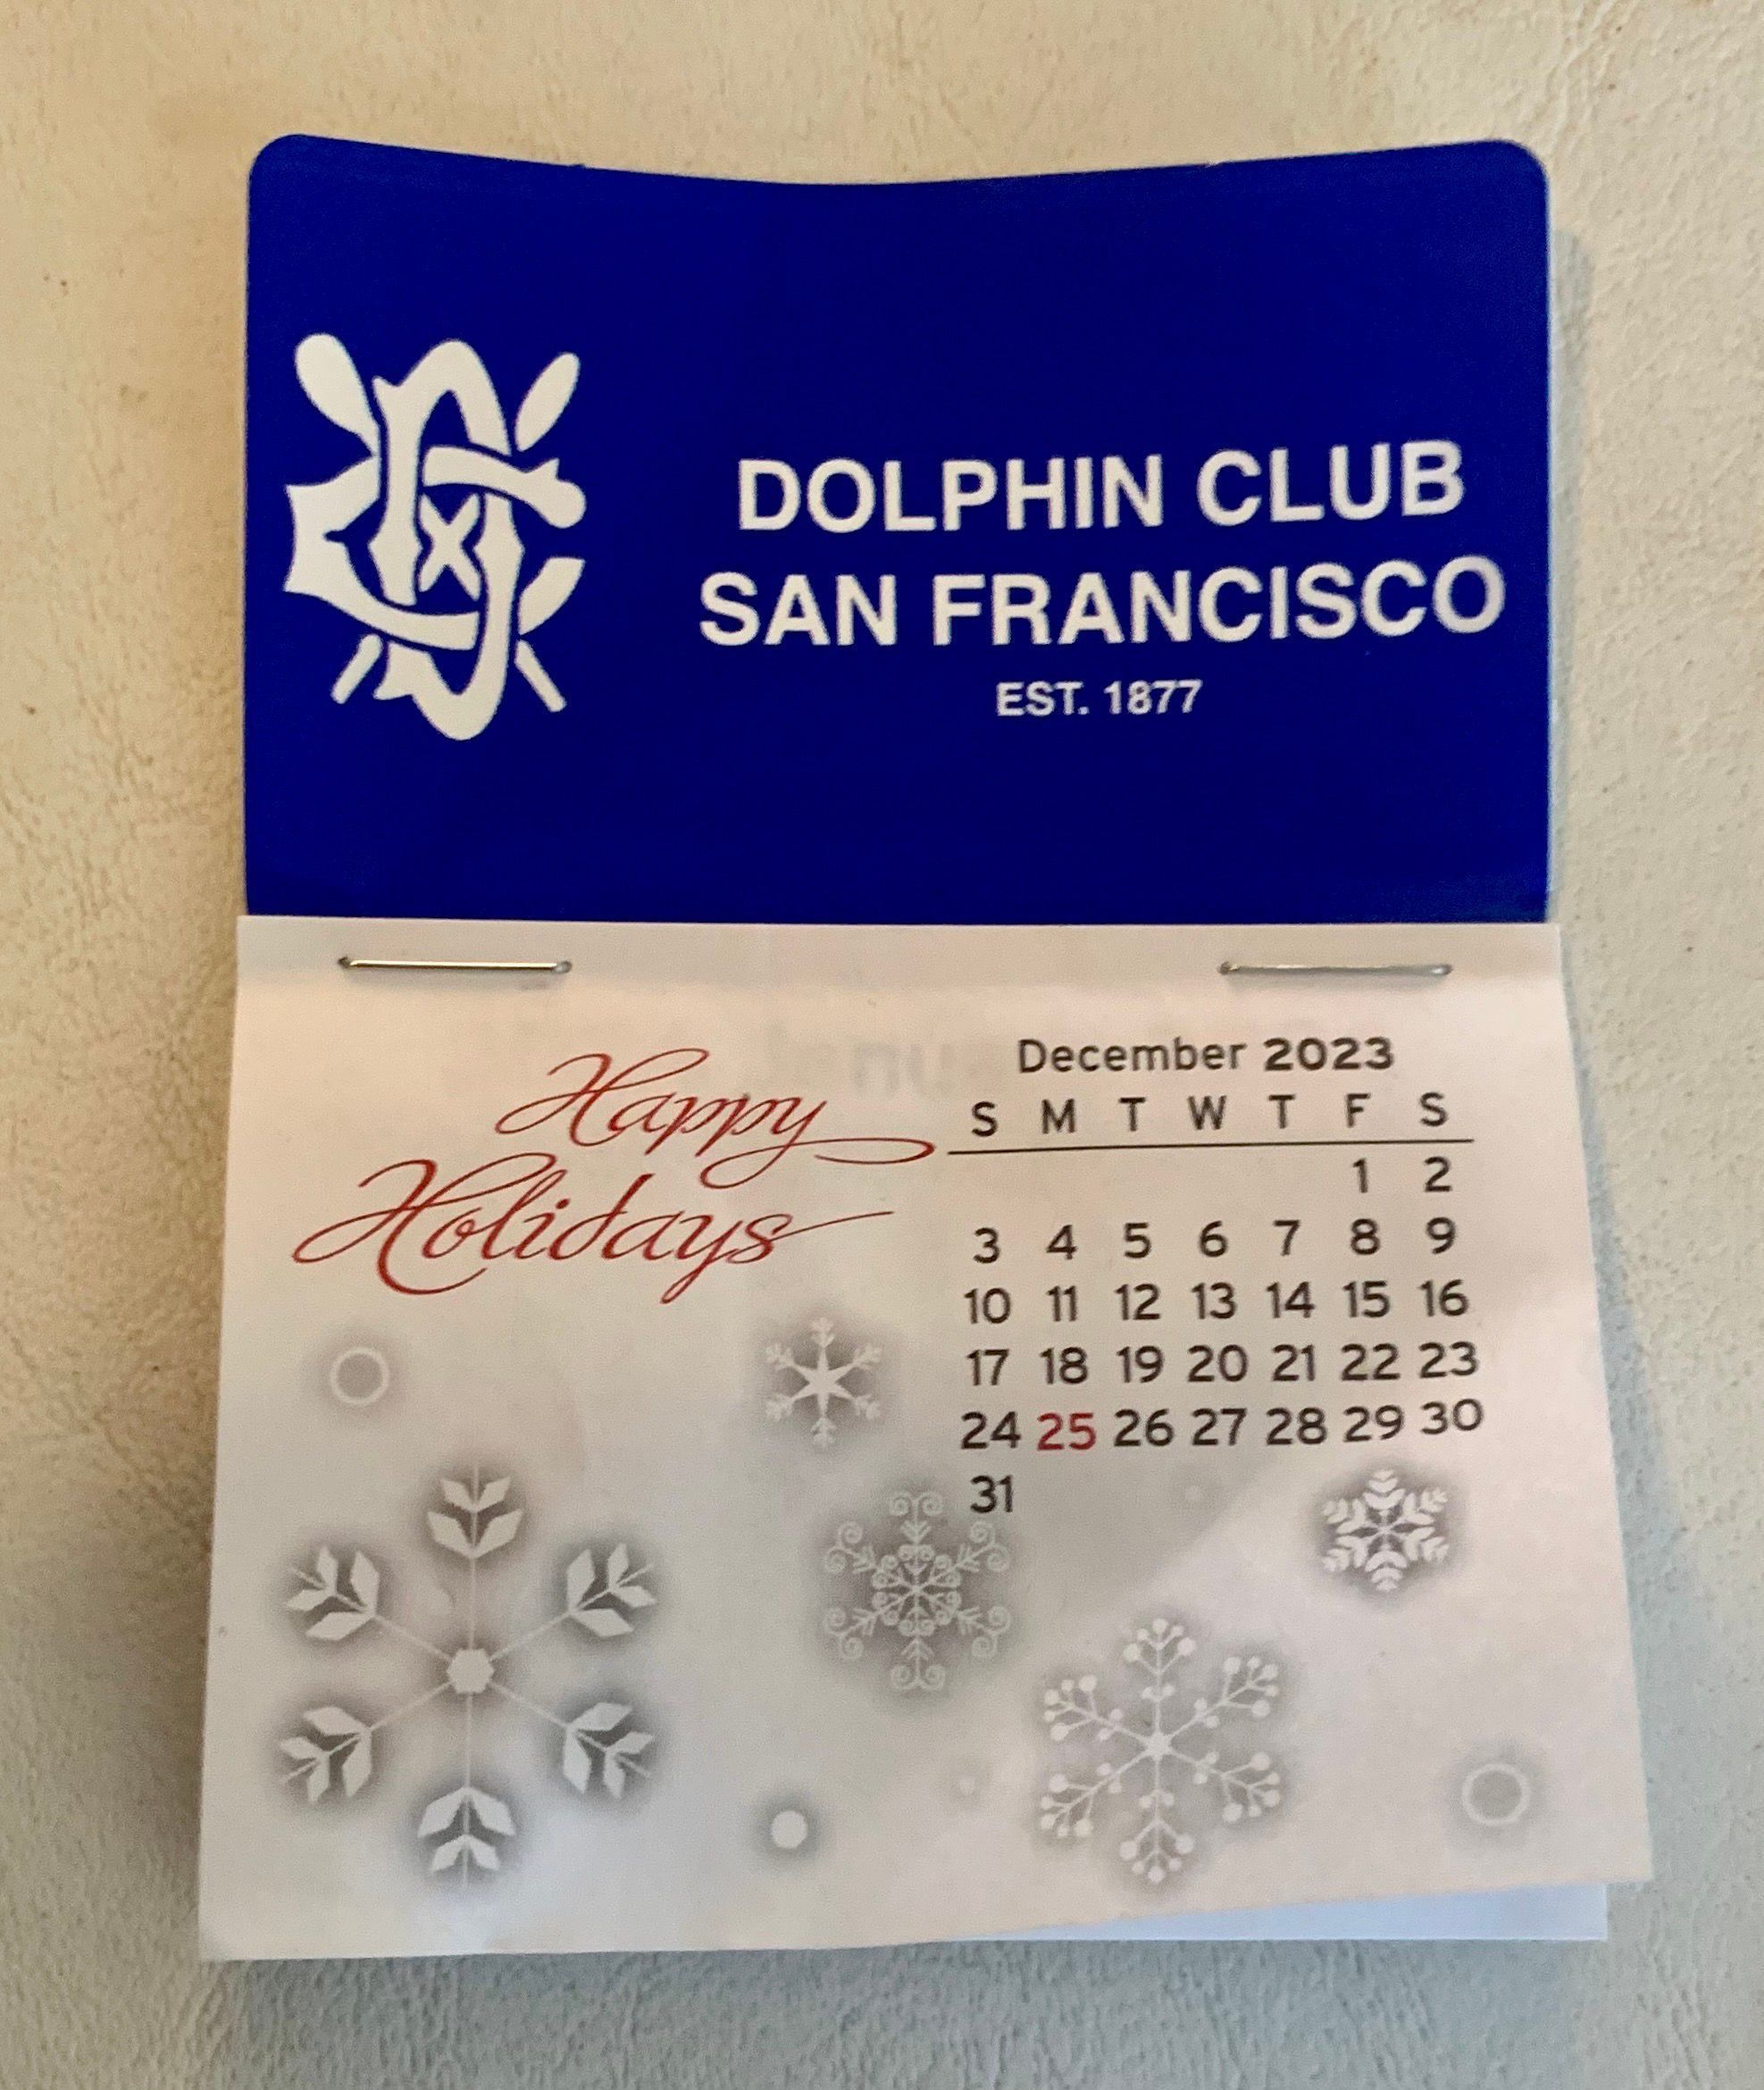 DOLPHIN CLUB
SAN FRANCISCO
EST. 1877
Happy
Holidays
December 2023
S M T W T F S
1 2
3 4 5 6 7 8 9
10 11 12 13 14 15 16
17 18 19 20 21 22 23
24 25 26 27 28 29 30
31